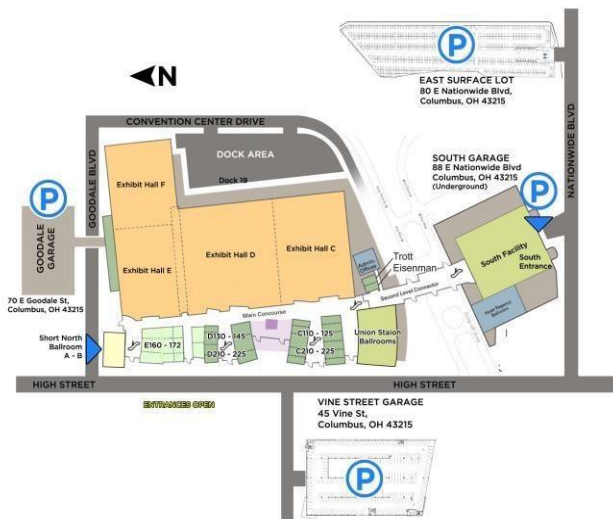 P
EAST SURFACE LOT
80 E Nationwide Blvd,
Columbus, OH 43215
N
CONVENTION CENTER DRIVE
NATIONWIDE BLVD
DOCK AREA
Dock 19
SOUTH GARAGE
88 E Nationwide Blvd
Columbus, OH 43215
(Underground)
P
P
GOODALE BLVD
GOODALE
GARAGE
70 E Goodale St,
Columbus, OH 43215
Exhibit Hall F
Exhibit Hall E
Exhibit Hall D
Exhibit Hall C
Admin
Offices
Trott
Eisenman
South Facility
South
Entrance
Second Level Connector
Main Concourse
Short North
Ballroom
A - B
E160 - 172
D130 - 145
D210 - 225
C110 - 125
C210 - 225
Union Staion
Ballrooms
Hyatt Regency
Ballroom
HIGH STREET
HIGH STREET
ENTRANCES OPEN
VINE STREET GARAGE
45 Vine St,
Columbus, OH 43215
P